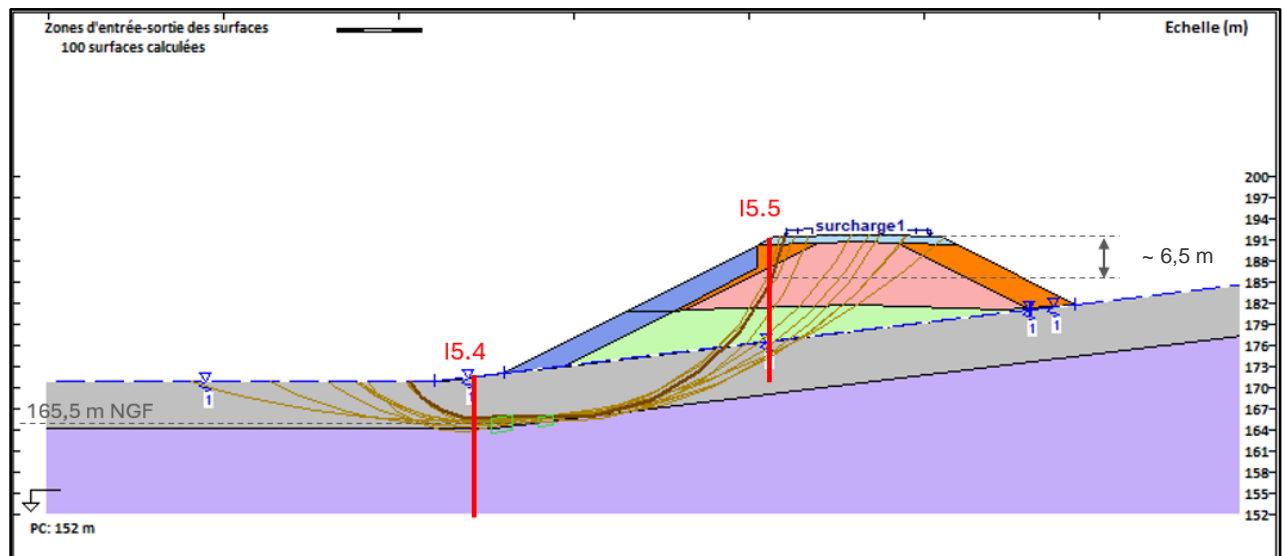 Zones d'entrée-sortie des surfaces
100 surfaces calculées
Echelle (m)
200
197
194
191
188
185
182
179
176
173
170
167
164
161
158
155
152
I5.5
surcharge1
~ 6,5 m
I5.4
1
1
1
1
165,5 m NGF
PC: 152 m